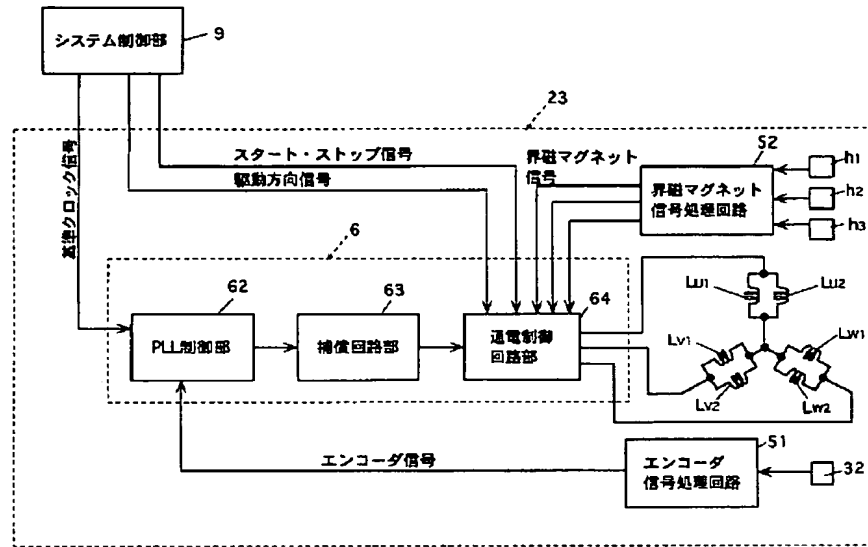 システム制御部
9
23
基準クロック信号
スタート・ストップ信号
駆動方向信号
界磁マグネット
信号
52
界磁マグネット
信号処理回路
h1
h2
h3
6
62
PLL制御部
63
補償回路部
64
通電制御
回路部
LU1
LU2
LV1
LV2
LW1
LW2
エンコーダ信号
51
エンコーダ
信号処理回路
32